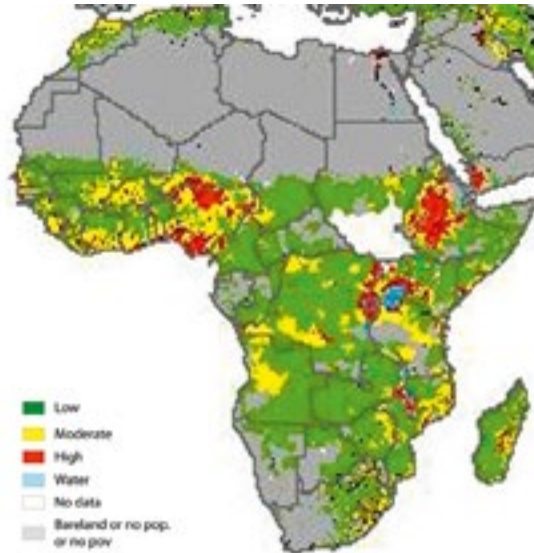 Low
Moderate
High
Water
No data
Bareland or no pop.
or no pov